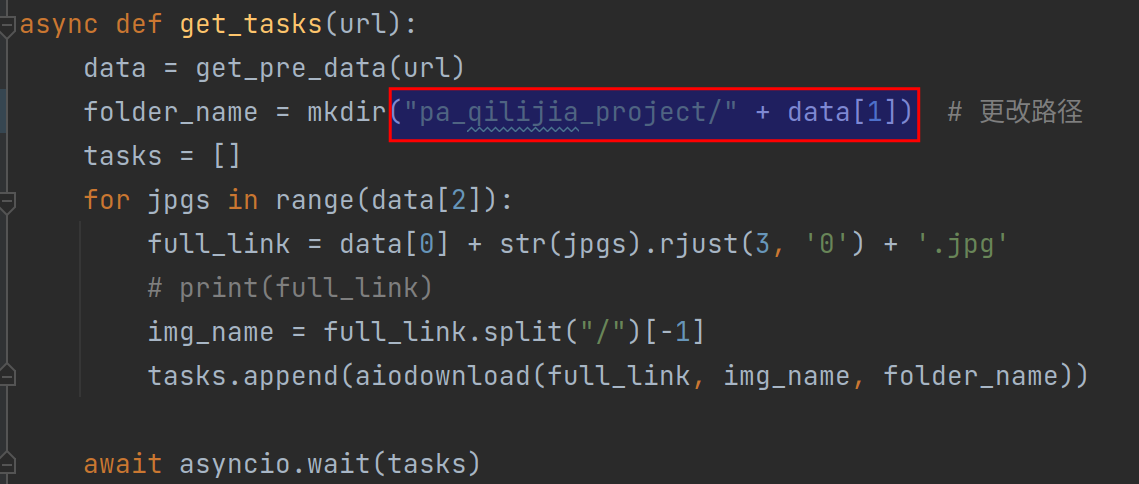 async def get_tasks(url):
    data = get_pre_data(url)
    folder_name = mkdir("pa_qilijia_project/" + data[1])  # 更改路径
    tasks = []
    for jpgs in range(data[2]):
        full_link = data[0] + str(jpgs).rjust(3, '0') + '.jpg'
        # print(full_link)
        img_name = full_link.split("/")[-1]
        tasks.append(aiodownload(full_link, img_name, folder_name))
    await asyncio.wait(tasks)